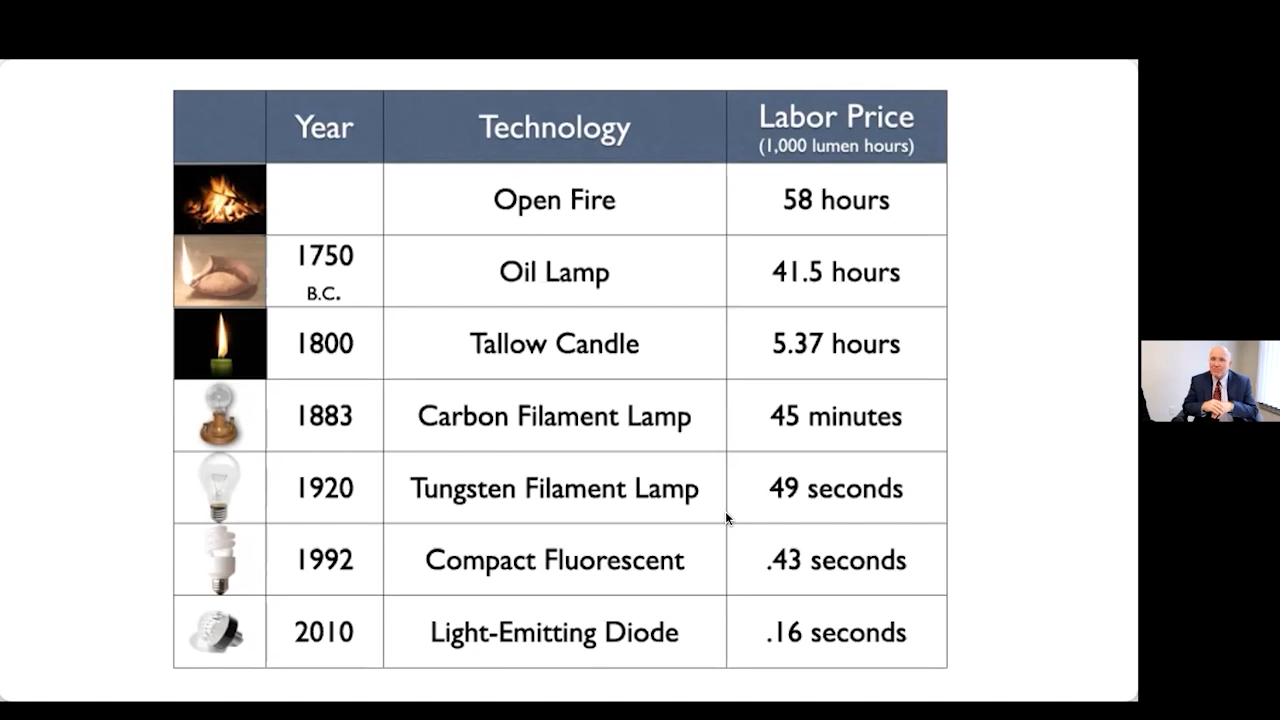 Year Technology Labor Price
(1,000 lumen hours)
Open Fire 58 hours
1750
B.C. Oil Lamp 41.5 hours
1800 Tallow Candle 5.37 hours
1883 Carbon Filament Lamp 45 minutes
1920 Tungsten Filament Lamp 49 seconds
1992 Compact Fluorescent .43 seconds
2010 Light-Emitting Diode .16 seconds